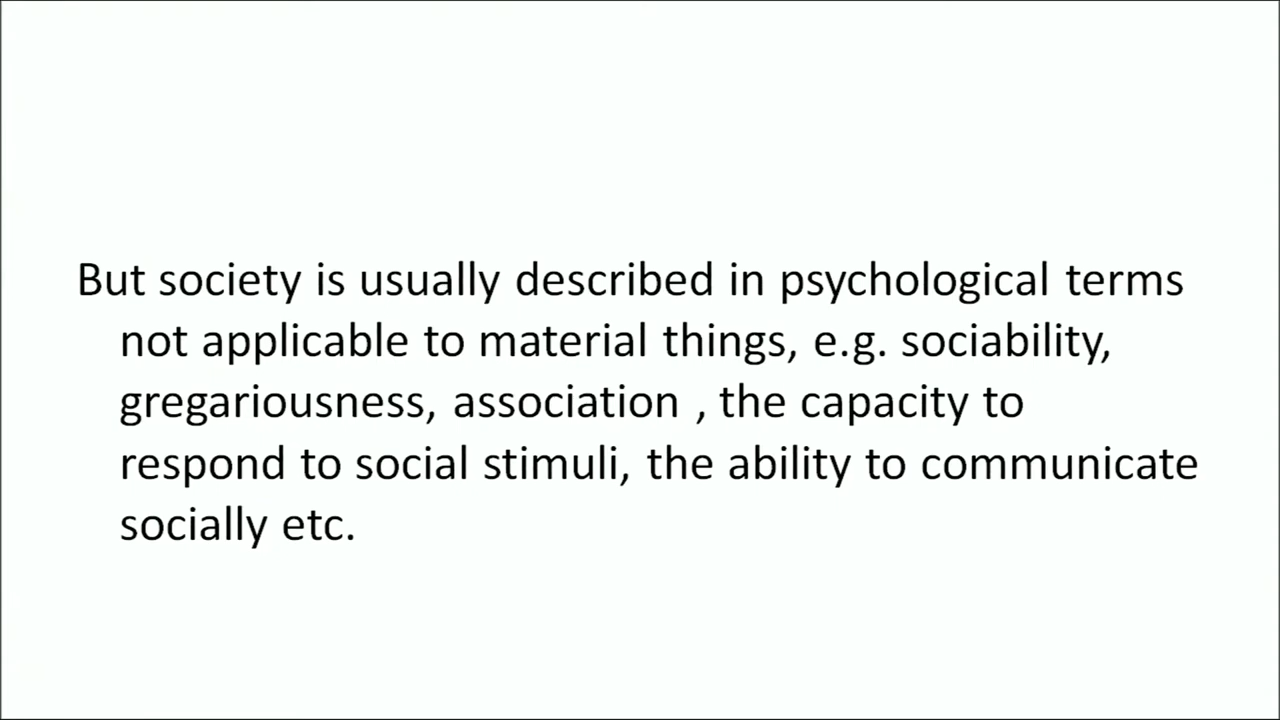 But society is usually described in psychological terms
not applicable to material things, e.g. sociability,
gregariousness, association , the capacity to
respond to social stimuli, the ability to communicate
socially etc.